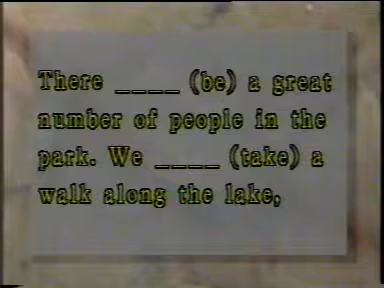 There ____ (be) a great
number of people in the
park. We ____ (take) a
walk along the lake,